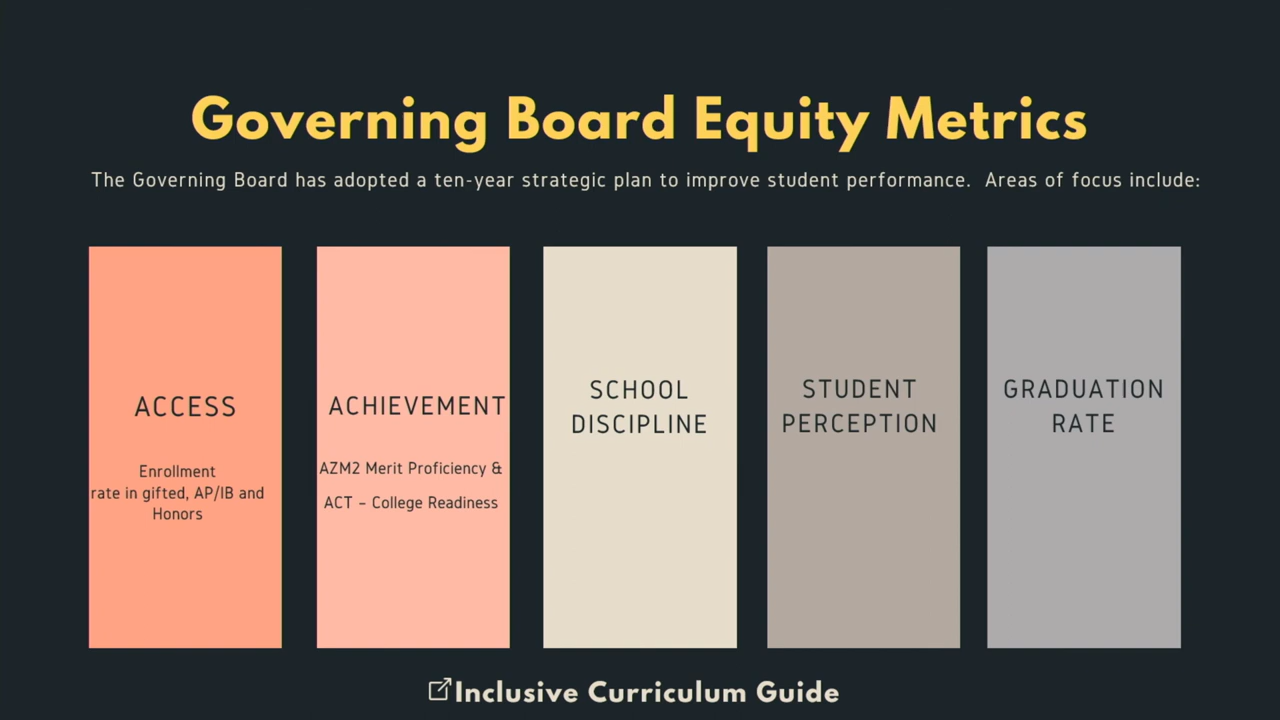 Governing Board Equity Metrics
The Governing Board has adopted a ten-year strategic plan to improve student performance.  Areas of focus include:
ACCESS
Enrollment
rate in gifted, AP/IB and
Honors
ACHIEVEMENT
AZM2 Merit Proficiency &
ACT – College Readiness
SCHOOL
DISCIPLINE
STUDENT
PERCEPTION
GRADUATION
RATE
Inclusive Curriculum Guide